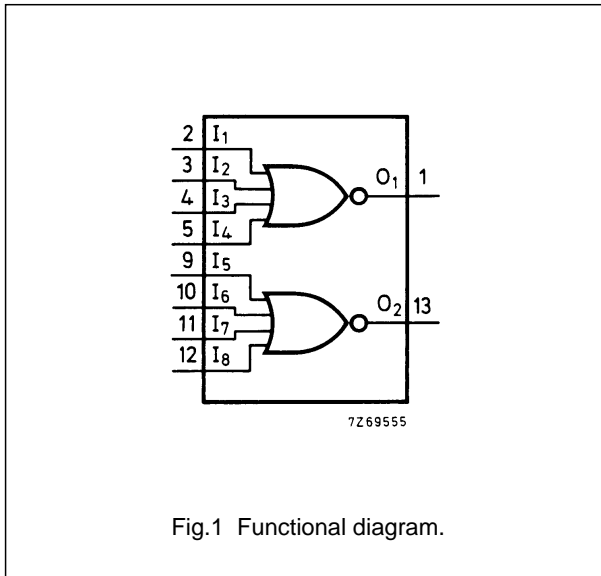 2 I1
3 I2
4 I3
5 I4
O1 1
9 I5
10 I6
11 I7
12 I8
O2 13
7Z69555
Fig.1 Functional diagram.